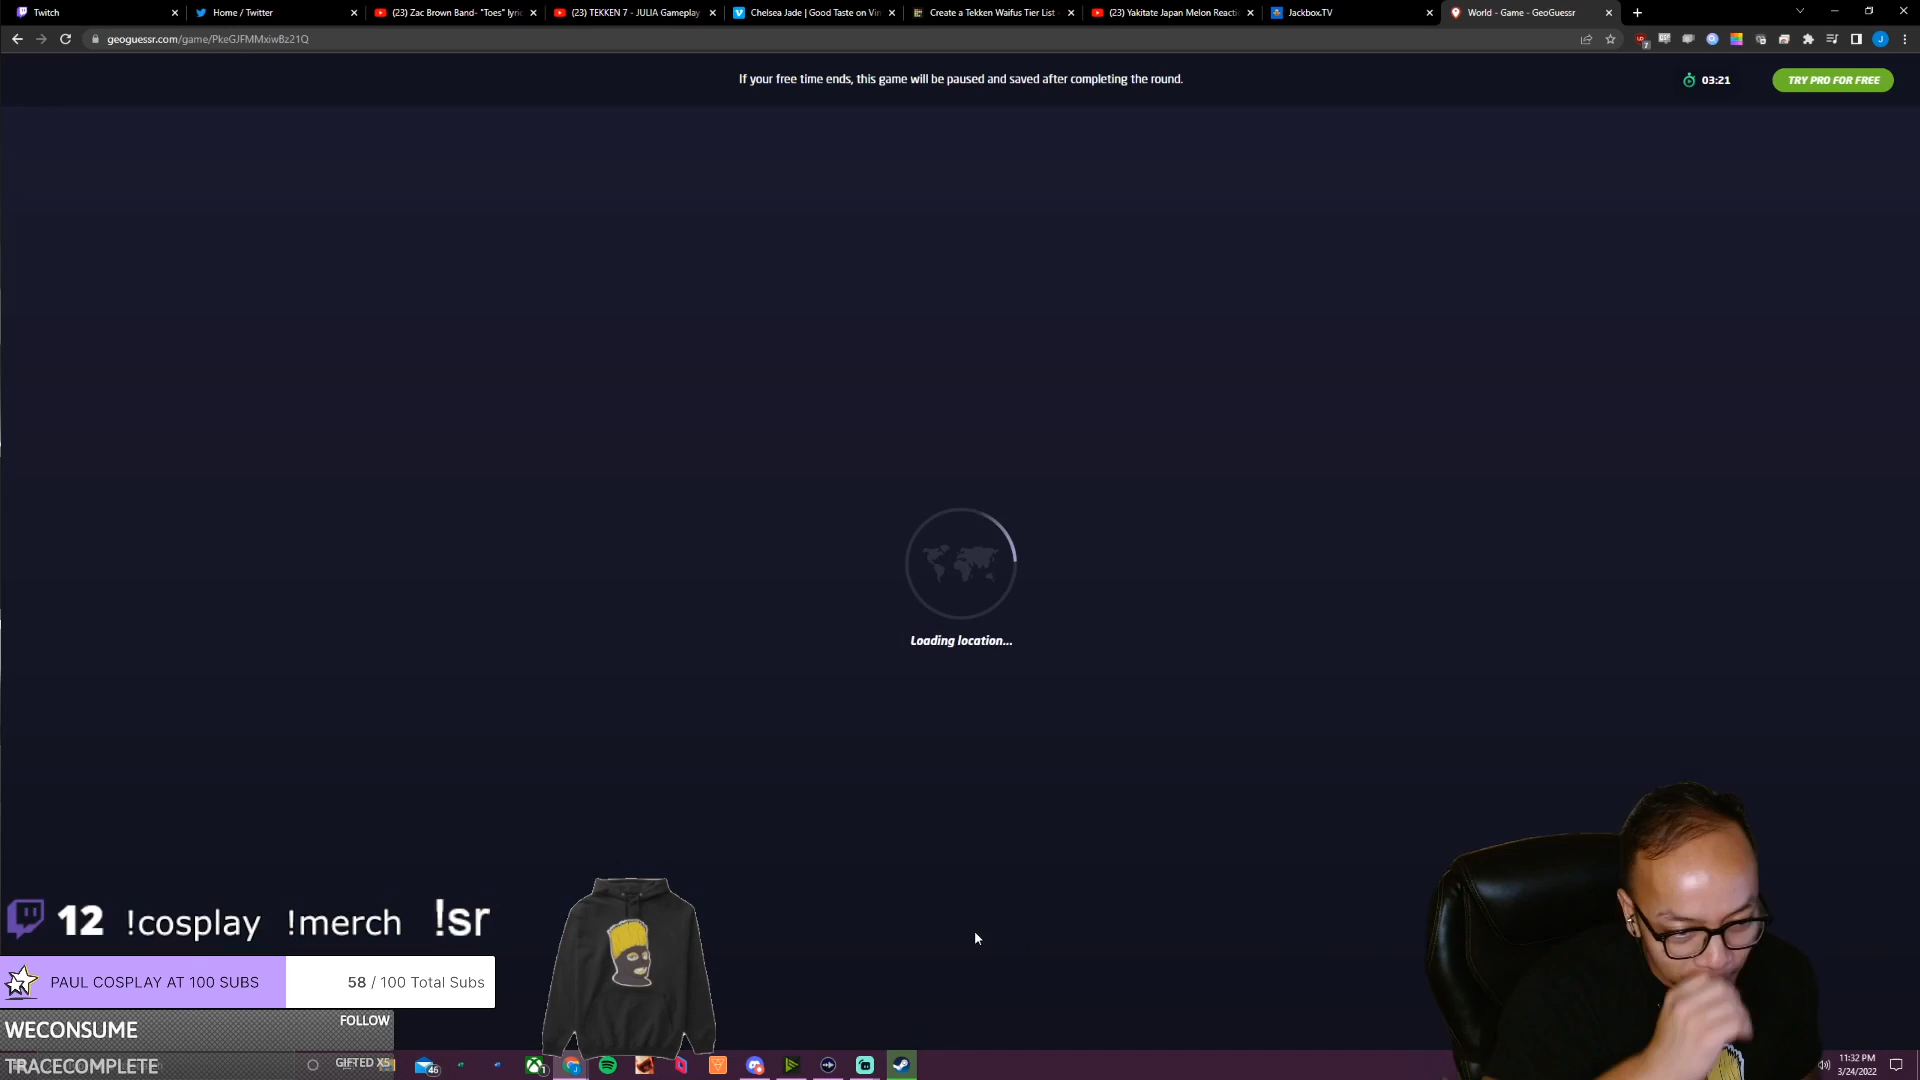 Twitch
Home / Twitter
(23) Zac Brown Band- "Toes" lyric
(23) TEKKEN 7 - JULIA Gameplay
Chelsea Jade | Good Taste on Vin
Create a Tekken Waifus Tier List -
(23) Yakitate Japan Melon Reacti
Jackbox.TV
World - Game - GeoGuessr
geoguessr.com/game/PkeGJFMMxiwBz21Q
If your free time ends, this game will be paused and saved after completing the round.
03:21
TRY PRO FOR FREE
Loading location...
12 !cosplay !merch !sr
PAUL COSPLAY AT 100 SUBS
58 / 100 Total Subs
WECONSUME
FOLLOW
TRACECOMPLETE
GIFTED X5
46
1
11:32 PM
3/24/2022